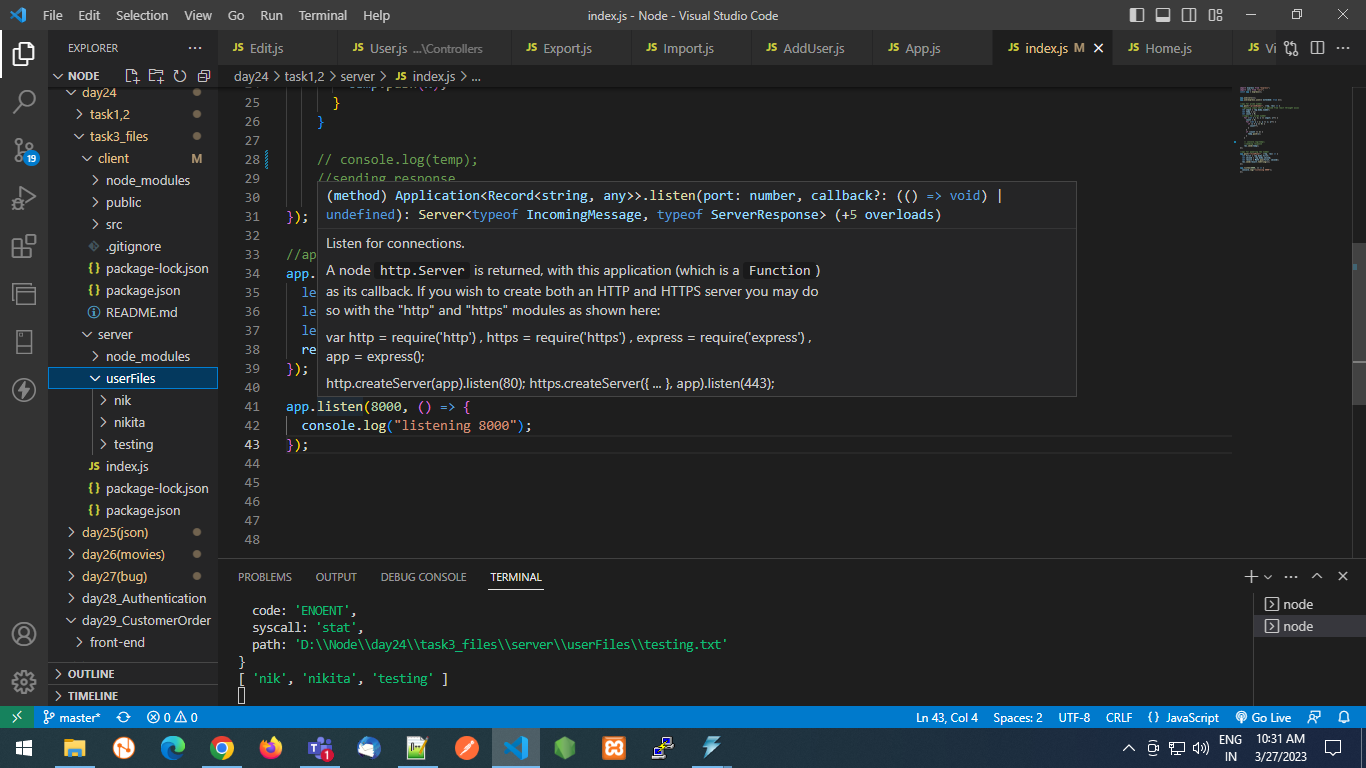 File Edit Selection View Go Run Terminal Help
index.js - Node - Visual Studio Code
EXPLORER
JS Edit.js
JS User.js ...\Controllers
JS Export.js
JS Import.js
JS AddUser.js
JS App.js
JS index.js M
JS Home.js
JS Vi
NODE
day24 > task1,2 > server > JS index.js > ...
day24
task1,2
task3_files
client M
node_modules
public
src
.gitignore
{} package-lock.json
{} package.json
README.md
server
node_modules
userFiles
nik
nikita
testing
JS index.js
{} package-lock.json
{} package.json
day25(json)
day26(movies)
day27(bug)
day28_Authentication
day29_CustomerOrder
front-end
OUTLINE
TIMELINE
19
25 }
26 }
27
28 // console.log(temp);
29 //sending response
30
31 });
32
33 //ap
34 app.
35 le
36 le
37 le
38 re
39 });
40
41 app.listen(8000, () => {
42 console.log("listening 8000");
43 });
44
45
46
47
48
(method) Application<Record<string, any>>.listen(port: number, callback?: (() => void) |
undefined): Server<typeof IncomingMessage, typeof ServerResponse> (+5 overloads)
Listen for connections.
A node http.Server is returned, with this application (which is a Function )
as its callback. If you wish to create both an HTTP and HTTPS server you may do
so with the "http" and "https" modules as shown here:
var http = require('http') , https = require('https') , express = require('express') ,
app = express();
http.createServer(app).listen(80); https.createServer({ ... }, app).listen(443);
PROBLEMS OUTPUT DEBUG CONSOLE TERMINAL
code: 'ENOENT',
syscall: 'stat',
path: 'D:\\Node\\day24\\task3_files\\server\\userFiles\\testing.txt'
}
[ 'nik', 'nikita', 'testing' ]
node
node
master* 0 0
Ln 43, Col 4 Spaces: 2 UTF-8 CRLF {} JavaScript Go Live
1
ENG
IN
10:31 AM
3/27/2023